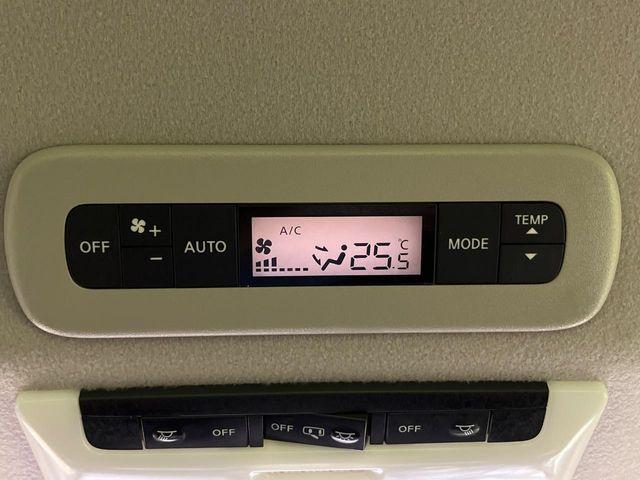 OFF
+
−
AUTO
A/C
25.5 °C
MODE
TEMP
OFF
OFF
OFF